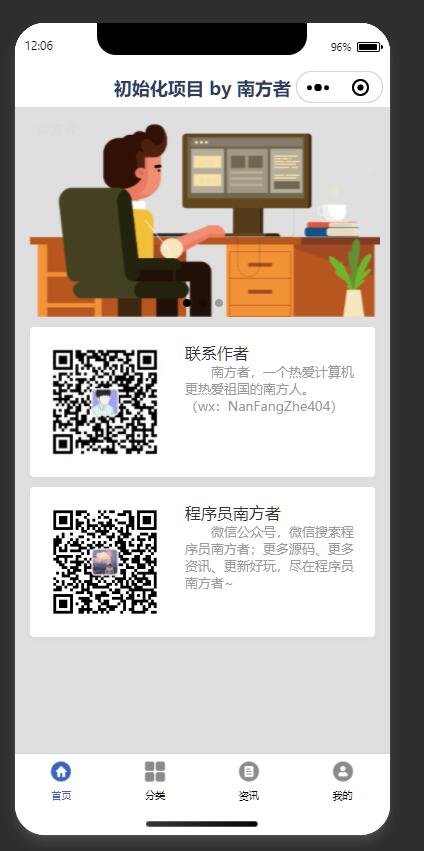 12:06
96%
初始化项目 by 南方者
联系作者
南方者，一个热爱计算机
更热爱祖国的南方人。
（wx：NanFangZhe404）
程序员南方者
微信公众号，微信搜索程
序员南方者；更多源码、更多
资讯、更新好玩，尽在程序员
南方者~
首页
分类
资讯
我的